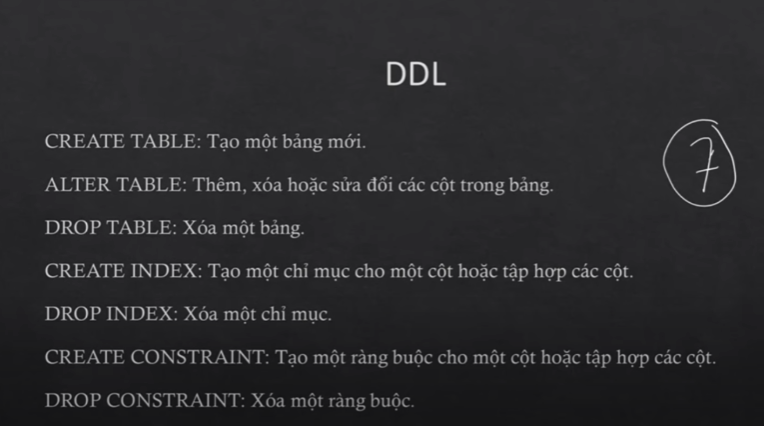 DDL
CREATE TABLE: Tạo một bảng mới.
7
ALTER TABLE: Thêm, xóa hoặc sửa đổi các cột trong bảng.
DROP TABLE: Xóa một bảng.
CREATE INDEX: Tạo một chỉ mục cho một cột hoặc tập hợp các cột.
DROP INDEX: Xóa một chỉ mục.
CREATE CONSTRAINT: Tạo một ràng buộc cho một cột hoặc tập hợp các cột.
DROP CONSTRAINT: Xóa một ràng buộc.